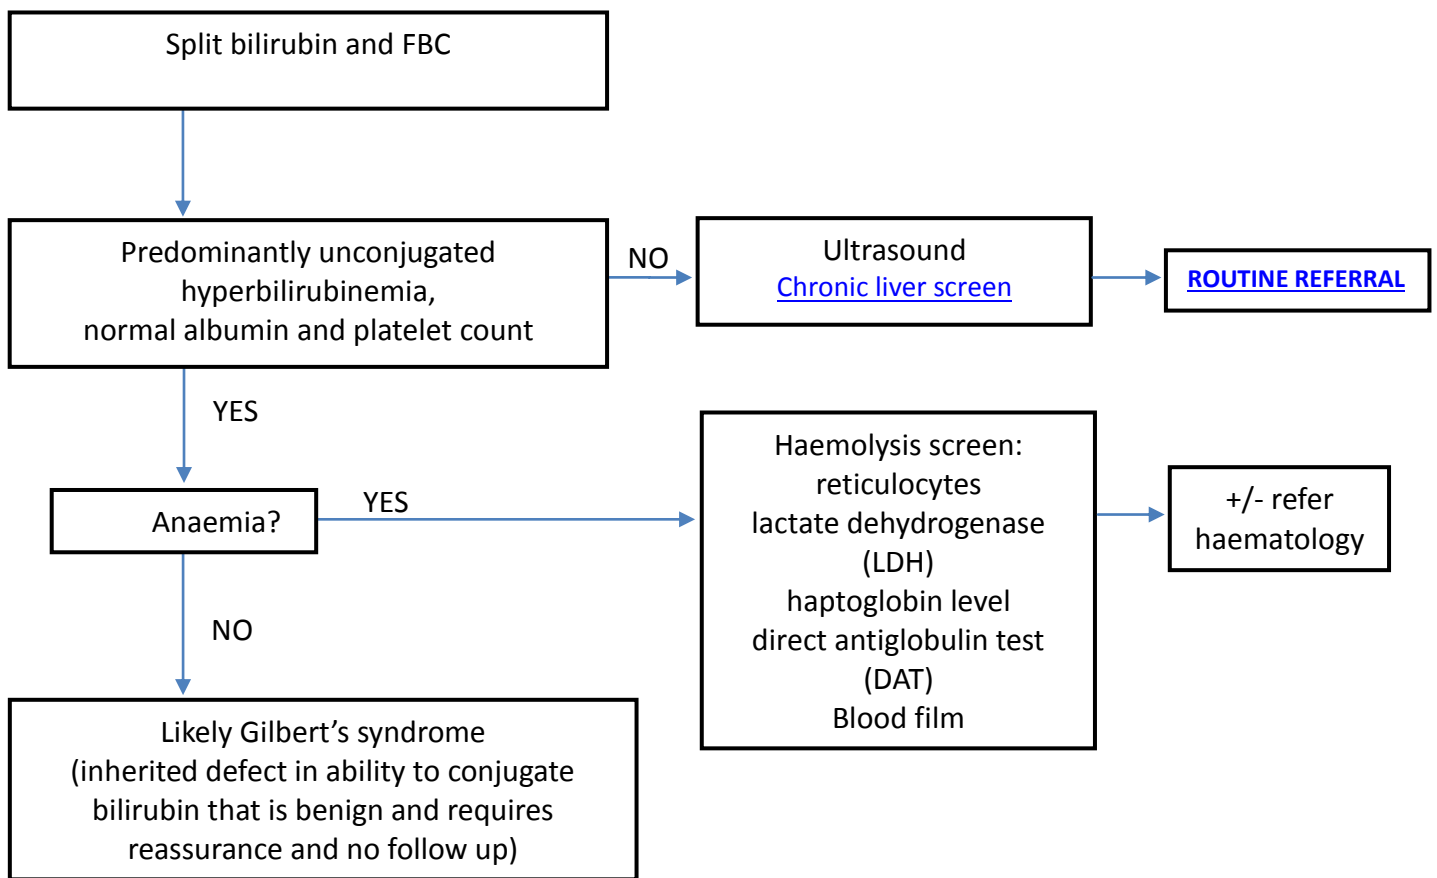 Split bilirubin and FBC
Predominantly unconjugated
hyperbilirubinemia,
normal albumin and platelet count
NO
Ultrasound
Chronic liver screen
ROUTINE REFERRAL
YES
Anaemia?
YES
Haemolysis screen:
reticulocytes
lactate dehydrogenase
(LDH)
haptoglobin level
direct antiglobulin test
(DAT)
Blood film
+/- refer
haematology
NO
Likely Gilbert’s syndrome
(inherited defect in ability to conjugate
bilirubin that is benign and requires
reassurance and no follow up)